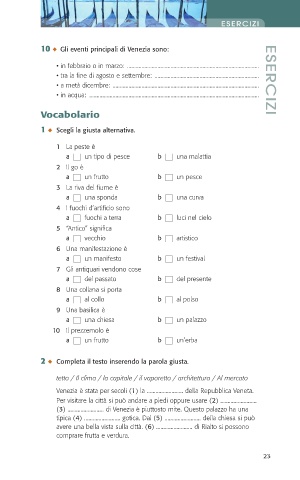 ESERCIZI
ESERCIZI
10 ◆ Gli eventi principali di Venezia sono:
• in febbraio o in marzo:
• tra la fine di agosto e settembre:
• a metà dicembre:
• in acqua:
Vocabolario
1 ◆ Scegli la giusta alternativa.
1 La peste è
a un tipo di pesce b una malattia
2 Il go è
a un frutto b un pesce
3 La riva del fiume è
a una sponda b una curva
4 I fuochi d'artificio sono
a fuochi a terra b luci nel cielo
5 "Antico" significa
a vecchio b artistico
6 Una manifestazione è
a un manifesto b un festival
7 Gli antiquari vendono cose
a del passato b del presente
8 Una collana si porta
a al collo b al polso
9 Una basilica è
a una chiesa b un palazzo
10 Il prezzemolo è
a un frutto b un'erba
2 ◆ Completa il testo inserendo la parola giusta.
tetto / Il clima / la capitale / il vaporetto / architettura / Al mercato
Venezia è stata per secoli (1) la ........................ della Repubblica Veneta.
Per visitare la città si può andare a piedi oppure usare (2) ........................
(3) ........................ di Venezia è piuttosto mite. Questo palazzo ha una
tipica (4) ........................ gotica. Dal (5) ........................ della chiesa si può
avere una bella vista sulla città. (6) ........................ di Rialto si possono
comprare frutta e verdura.
23